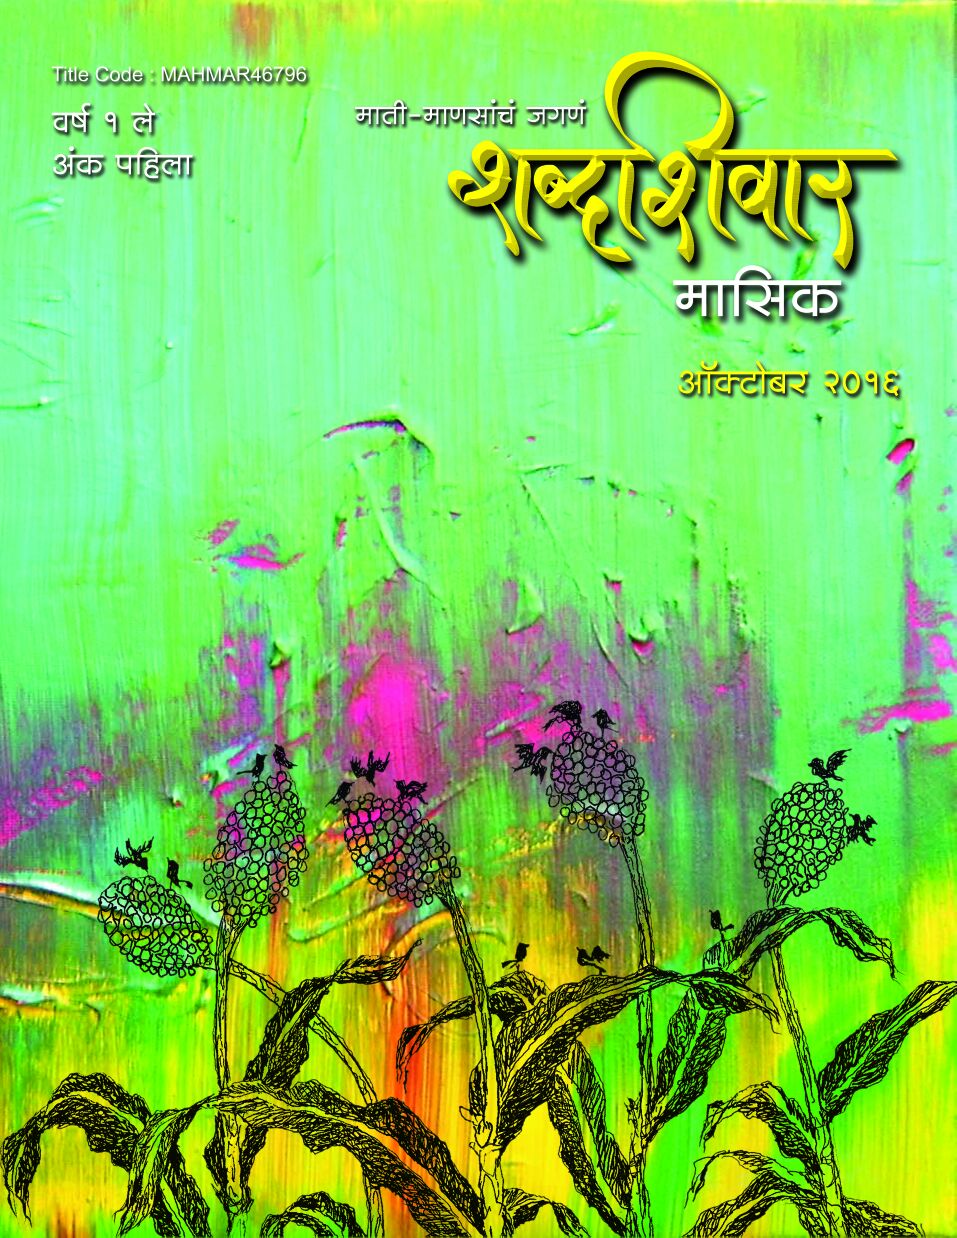 Title Code : MAHMAR46796
वर्ष १ ले
अंक पहिला
माती-माणसांचं जगणं
शब्दशिवार
मासिक
ऑक्टोबर २०१६